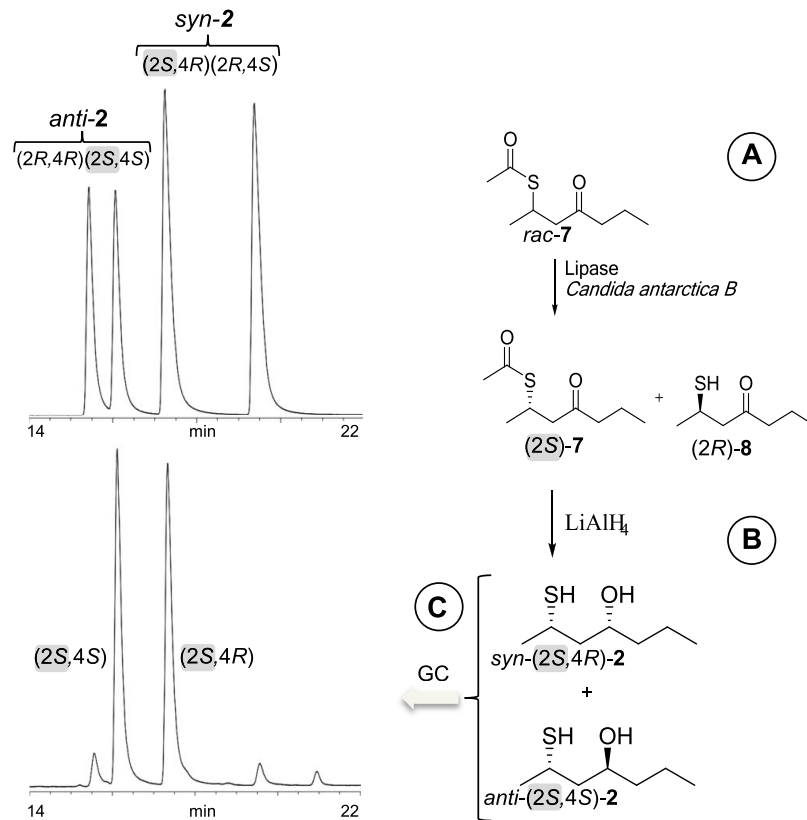 syn-2
(2S,4R)(2R,4S)
anti-2
(2R,4R)(2S,4S)
14 min 22
A
O
S O
rac-7
Lipase
Candida antarctica B
O
S O
+
SH O
(2S)-7
(2R)-8
LiAlH4
B
C
SH OH
syn-(2S,4R)-2
+
GC
SH OH
anti-(2S,4S)-2
(2S,4S)
(2S,4R)
14 min 22